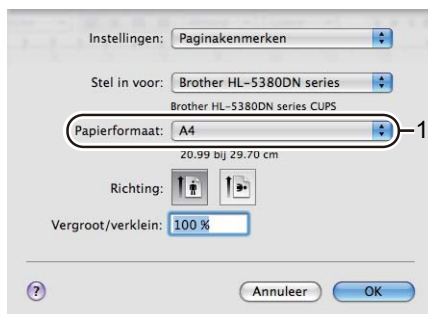 Instellingen: Paginakenmerken
Stel in voor: Brother HL-5380DN series
Brother HL-5380DN series CUPS
Papierformaat: A4 1
20.99 bij 29.70 cm
Richting:
Vergroot/verklein: 100 %
? Annuleer OK